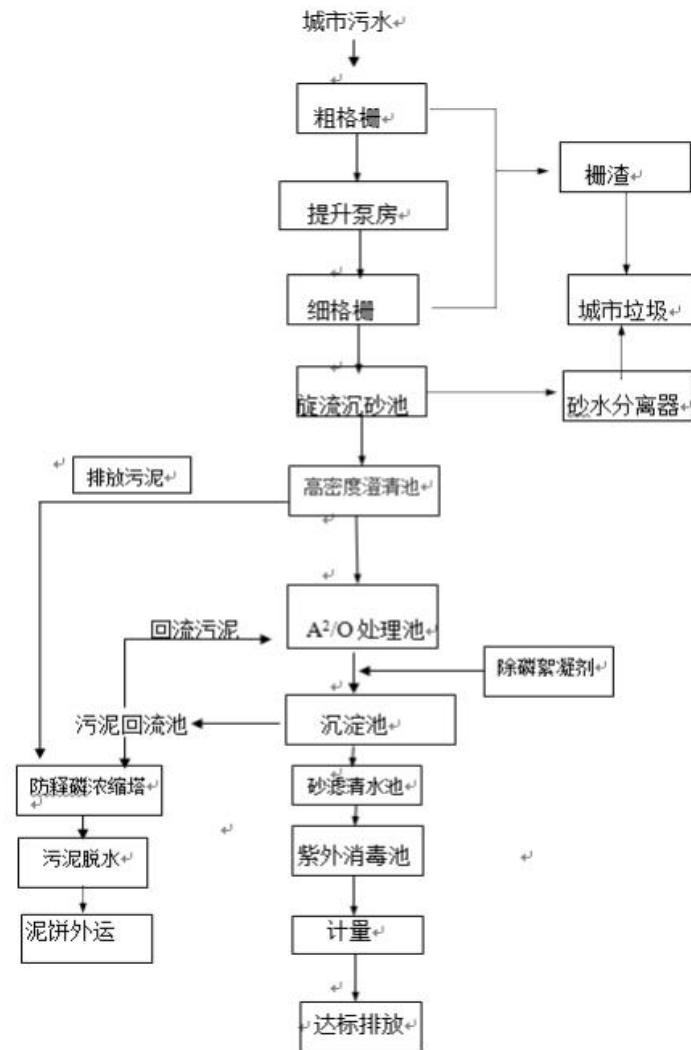 城市污水
粗格栅
栅渣
提升泵房
细格栅
城市垃圾
旋流沉砂池
砂水分离器
排放污泥
高密度澄清池
回流污泥
A²/O 处理池
除磷絮凝剂
污泥回流池
沉淀池
防释磷浓缩塔
砂滤清水池
污泥脱水
紫外消毒池
泥饼外运
计量
达标排放